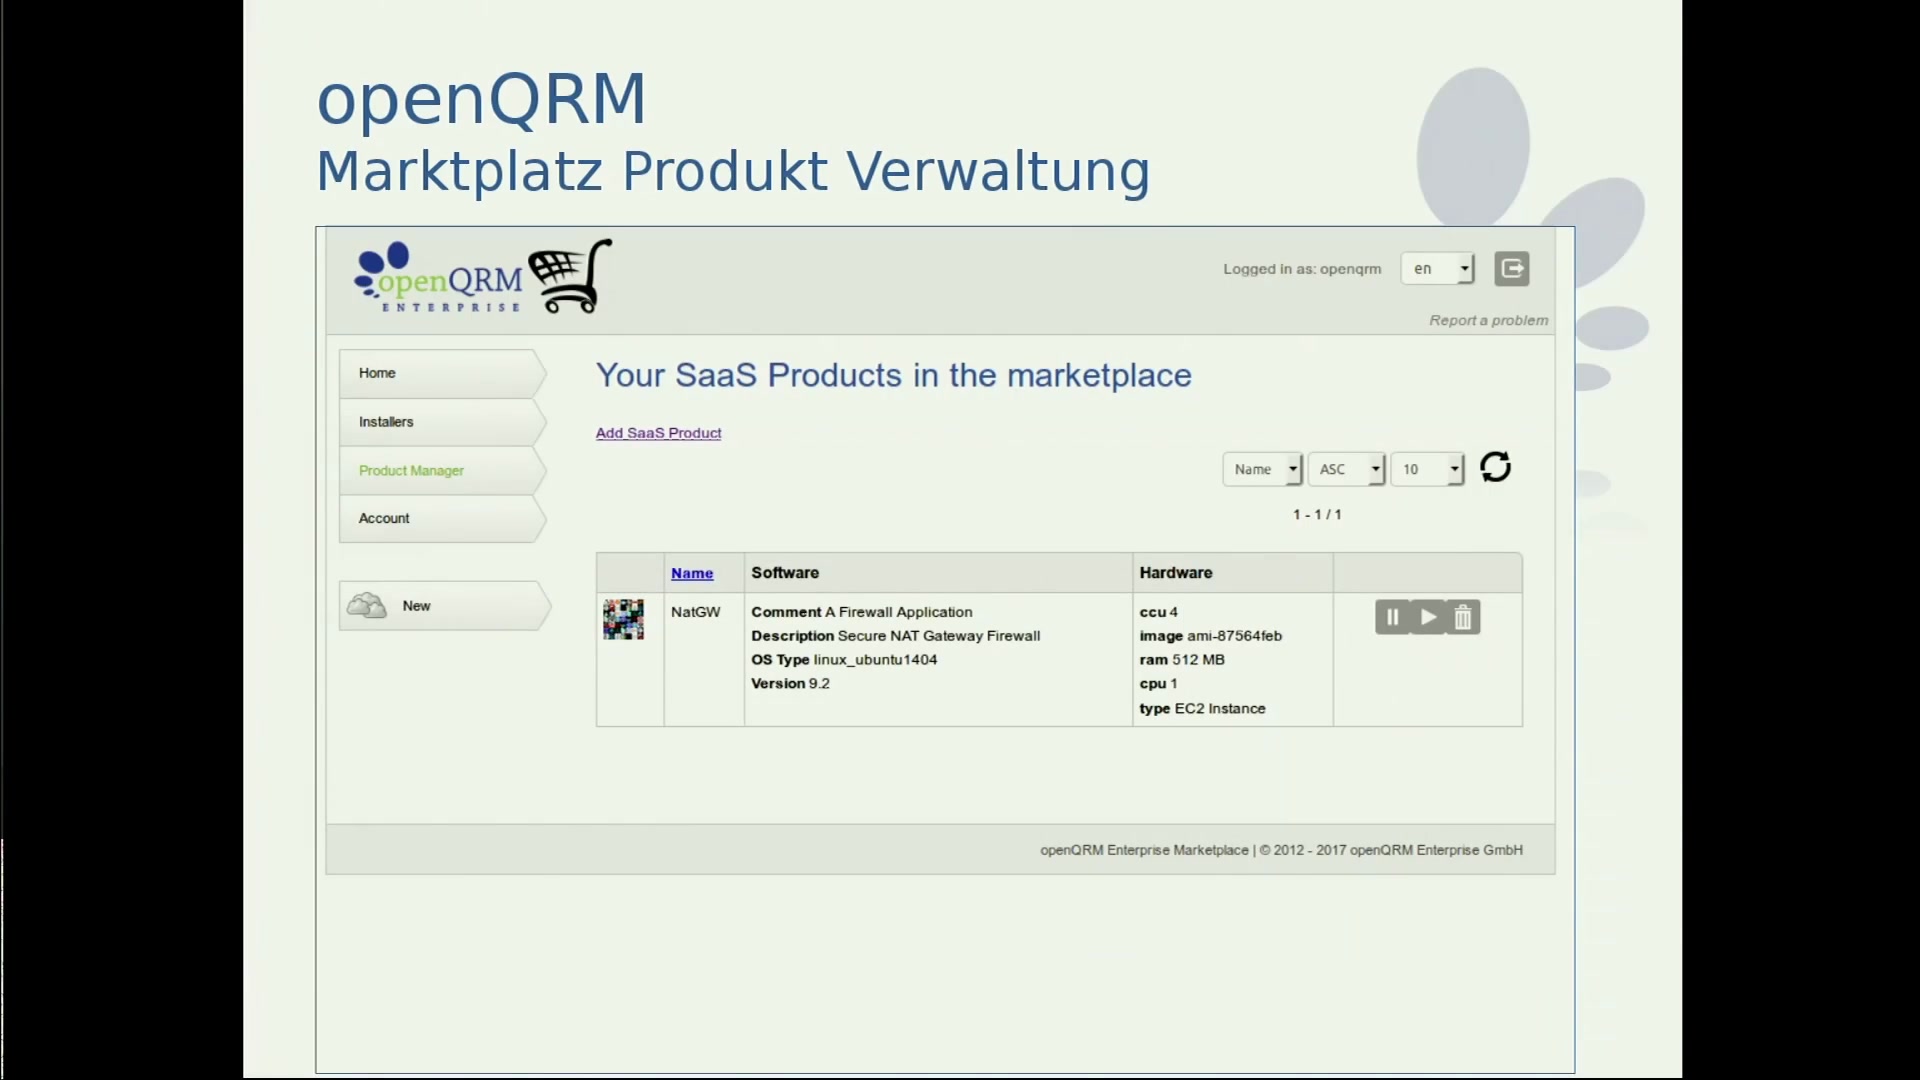 openQRM
Marktplatz Produkt Verwaltung
openQRM
ENTERPRISE
Logged in as: openqrm
en
Report a problem
Home
Installers
Product Manager
Account
New
Your SaaS Products in the marketplace
Add SaaS Product
Name
ASC
10
1 - 1 / 1
Name
Software
Hardware
NatGW
Comment A Firewall Application
Description Secure NAT Gateway Firewall
OS Type linux_ubuntu1404
Version 9.2
ccu 4
image ami-87564feb
ram 512 MB
cpu 1
type EC2 Instance
openQRM Enterprise Marketplace | © 2012 - 2017 openQRM Enterprise GmbH